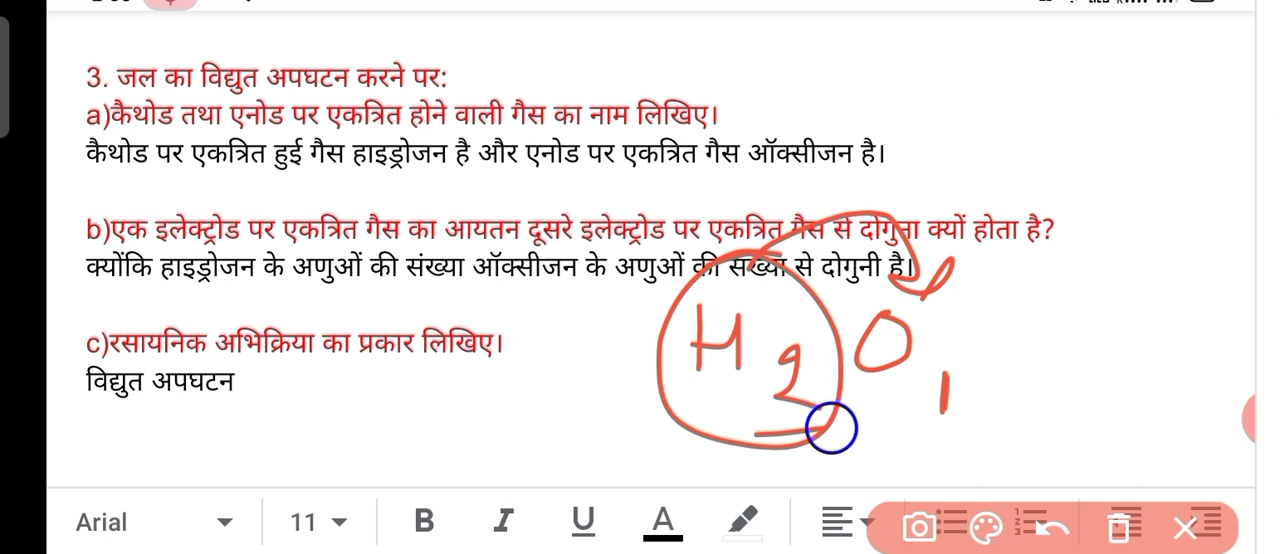 3. जल का विद्युत अपघटन करने पर:
a)कैथोड तथा एनोड पर एकत्रित होने वाली गैस का नाम लिखिए।
कैथोड पर एकत्रित हुई गैस हाइड्रोजन है और एनोड पर एकत्रित गैस ऑक्सीजन है।
b)एक इलेक्ट्रोड पर एकत्रित गैस का आयतन दूसरे इलेक्ट्रोड पर एकत्रित गैस से दोगुना क्यों होता है?
क्योंकि हाइड्रोजन के अणुओं की संख्या ऑक्सीजन के अणुओं की संख्या से दोगुनी है।
H2O1
c)रसायनिक अभिक्रिया का प्रकार लिखिए।
विद्युत अपघटन
Arial 11 B I U A